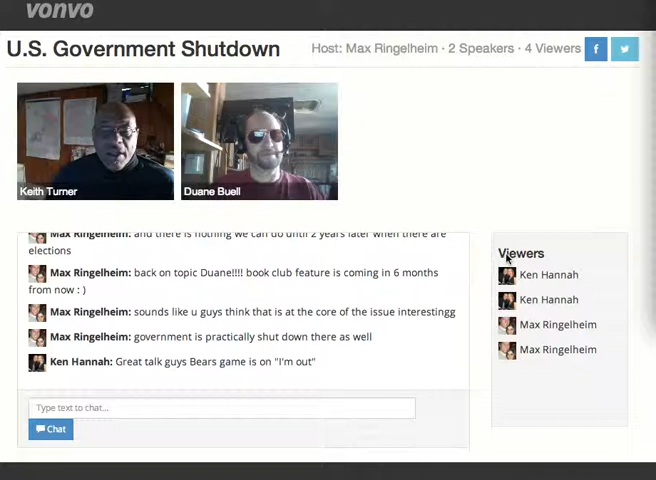 vonvo
U.S. Government Shutdown
Host: Max Ringelheim · 2 Speakers · 4 Viewers
Keith Turner
Duane Buell
Max Ringelheim: and there is nothing we can do until 2 years later when there are
elections
Max Ringelheim: back on topic Duane!!!! book club feature is coming in 6 months
from now : )
Max Ringelheim: sounds like u guys think that is at the core of the issue interestingg
Max Ringelheim: government is practically shut down there as well
Ken Hannah: Great talk guys Bears game is on "I'm out"
Type text to chat...
Chat
Viewers
Ken Hannah
Ken Hannah
Max Ringelheim
Max Ringelheim